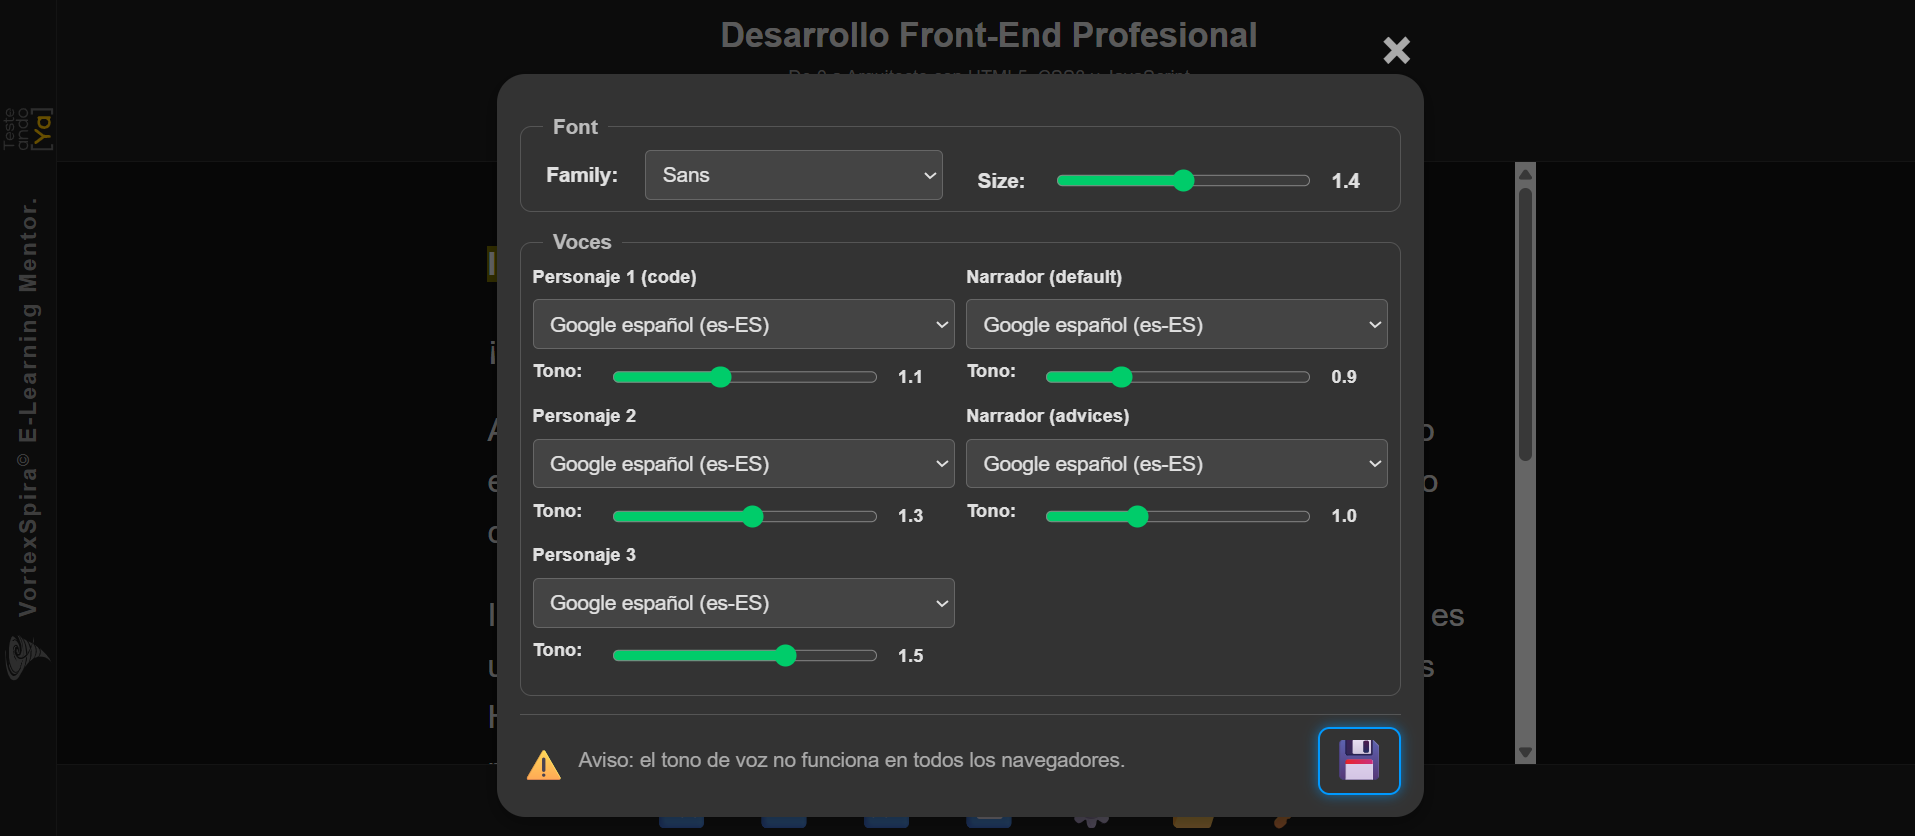 Desarrollo Front-End Profesional
Teste
ando
[Ya]
VortexSpira© E-Learning Mentor.
Font
Family:
Sans
Size:
1.4
Voces
Personaje 1 (code)
Narrador (default)
Google español (es-ES)
Google español (es-ES)
Tono:
1.1
Tono:
0.9
Personaje 2
Narrador (advices)
Google español (es-ES)
Google español (es-ES)
Tono:
1.3
Tono:
1.0
Personaje 3
Google español (es-ES)
Tono:
1.5
es
Aviso: el tono de voz no funciona en todos los navegadores.